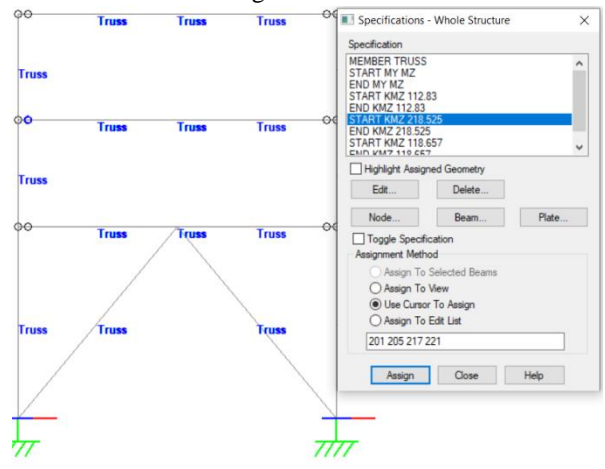 Truss Truss Truss
Truss
Truss Truss Truss
Truss
Truss Truss Truss
Truss Truss Truss
Specifications - Whole Structure
Specification
MEMBER TRUSS
START MY MZ
END MY MZ
START KMZ 112.83
END KMZ 112.83
START KMZ 218.525
END KMZ 218.525
START KMZ 118.657
END KMZ 118.657
Highlight Assigned Geometry
Edit... Delete...
Node... Beam... Plate...
Toggle Specification
Assignment Method
Assign To Selected Beams
Assign To View
Use Cursor To Assign
Assign To Edit List
201 205 217 221
Assign Close Help